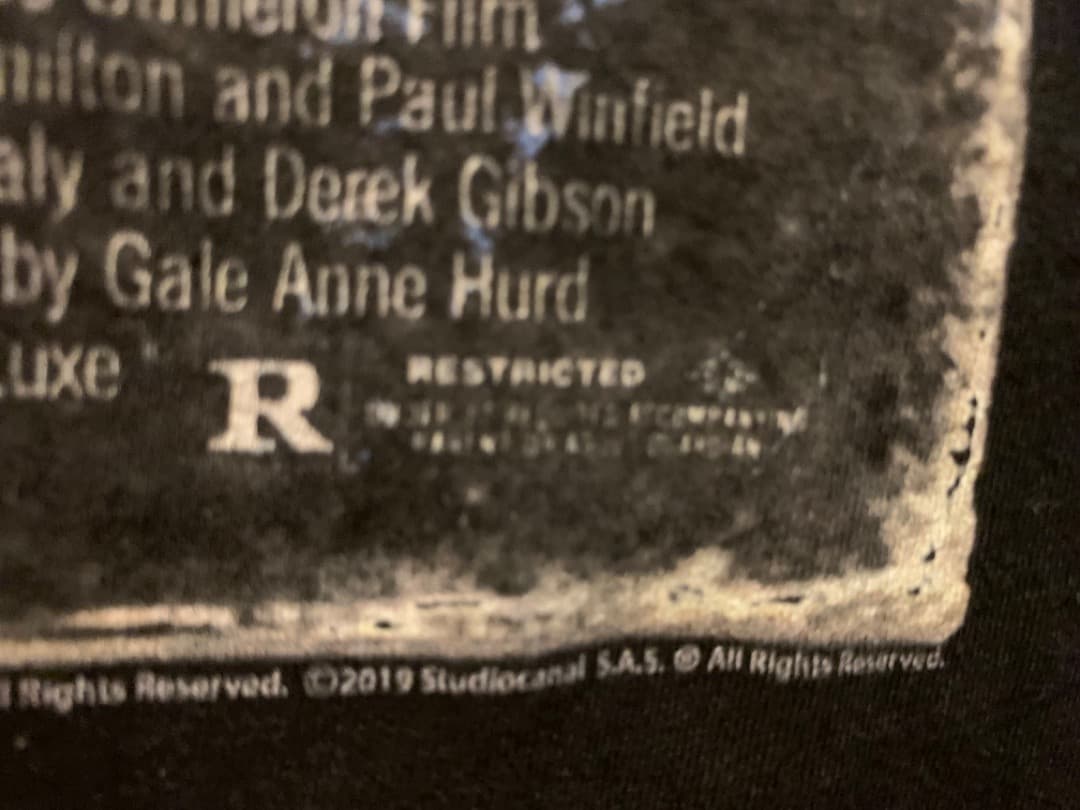 Cameron Film
milton and Paul Winfield
aly and Derek Gibson
by Gale Anne Hurd
Luxe
R RESTRICTED
Rights Reserved. ©2019 Studiocanal S.A.S. ® All Rights Reserved.